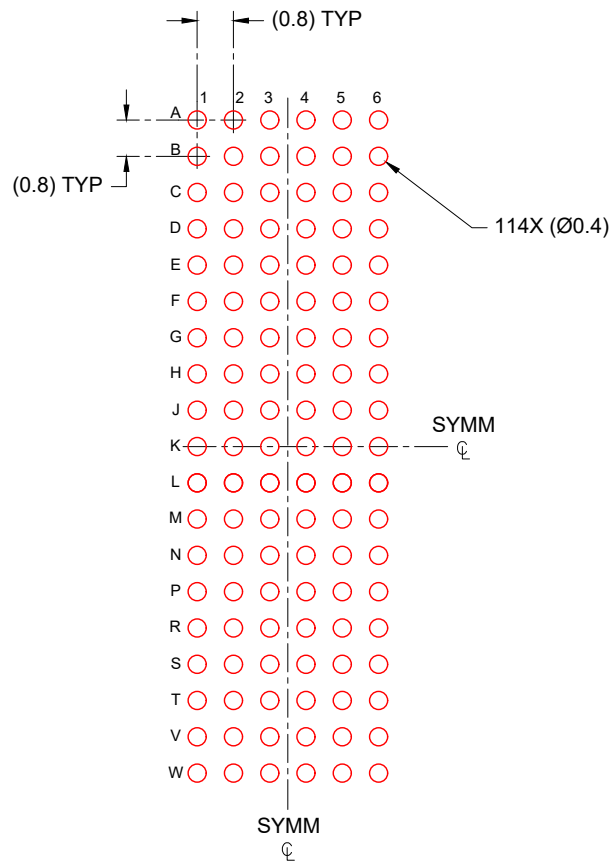 (0.8) TYP
1 2 3 4 5 6
A
B
(0.8) TYP
C
114X (Ø0.4)
D
E
F
G
H
J
SYMM
K
℄
L
M
N
P
R
S
T
V
W
SYMM
℄